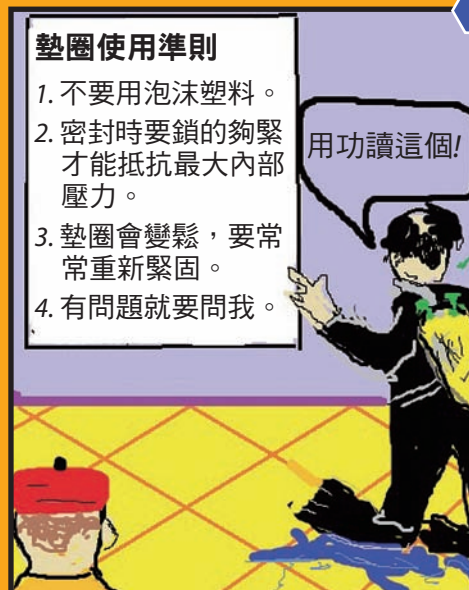 墊圈使用準則
1. 不要用泡沫塑料。
2. 密封時要鎖的夠緊
才能抵抗最大內部
壓力。
3. 墊圈會變鬆，要常
常重新緊固。
4. 有問題就要問我。
用功讀這個!